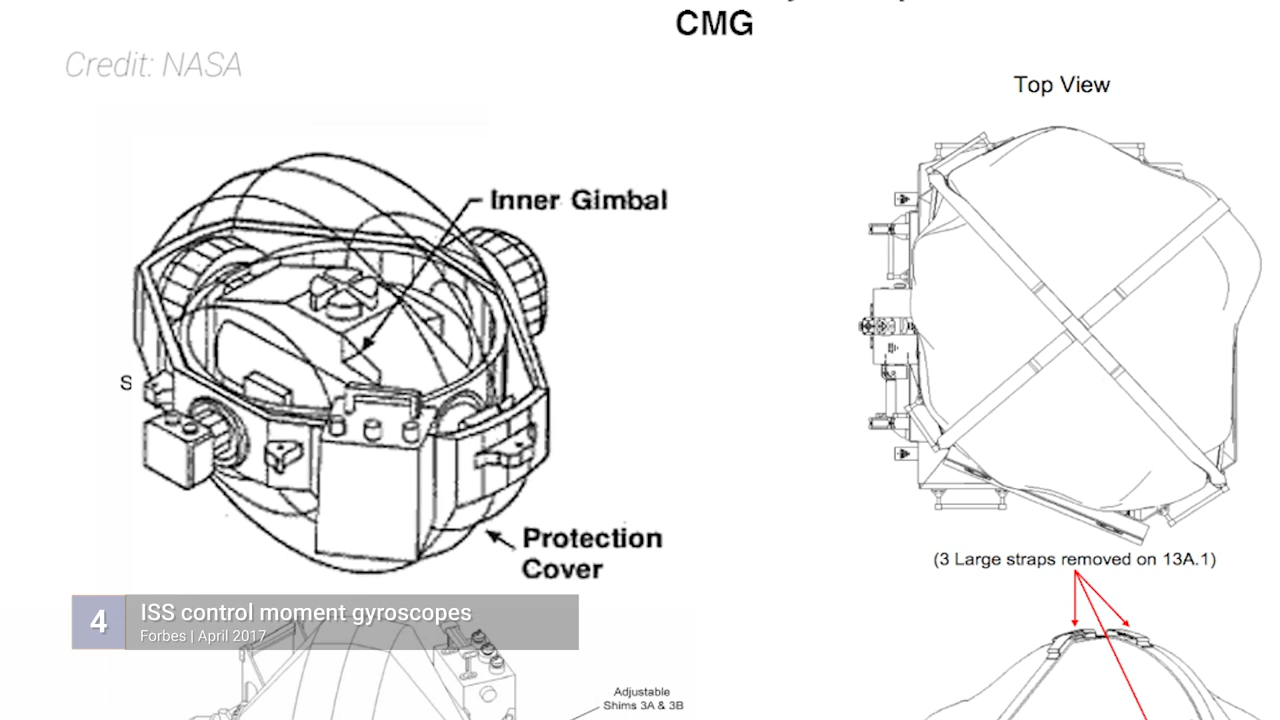 CMG
Credit: NASA
Top View
Inner Gimbal
S
Protection
Cover
(3 Large straps removed on 13A.1)
4
ISS control moment gyroscopes
Forbes | April 2017
Adjustable
Shims 3A & 3B